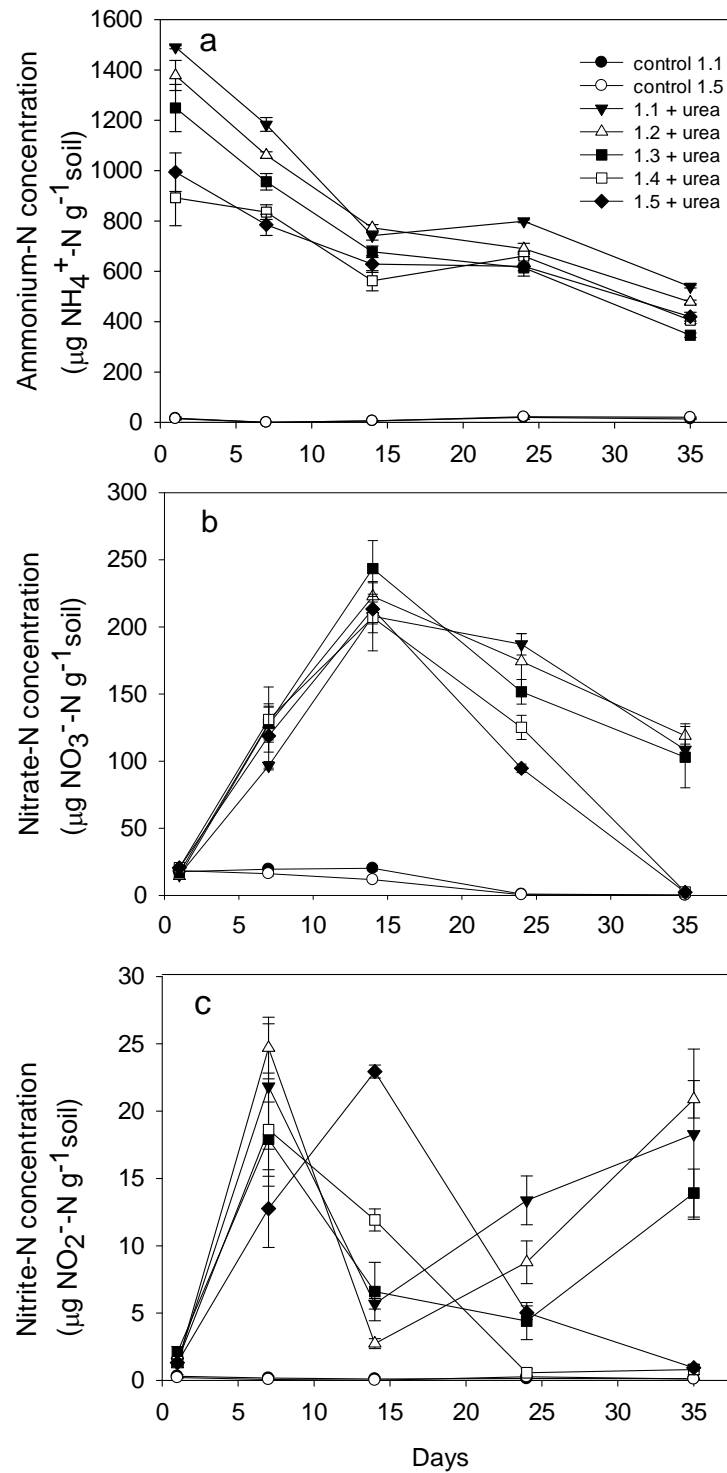 a
1600
1400
1200
1000
800
600
400
200
0
0 5 10 15 20 25 30 35
Ammonium-N concentration
(μg NH₄⁺-N g⁻¹soil)
control 1.1
control 1.5
1.1 + urea
1.2 + urea
1.3 + urea
1.4 + urea
1.5 + urea
b
300
250
200
150
100
50
0
0 5 10 15 20 25 30 35
Nitrate-N concentration
(μg NO₃⁻-N g⁻¹soil)
c
30
25
20
15
10
5
0
0 5 10 15 20 25 30 35
Nitrite-N concentration
(μg NO₂⁻-N g⁻¹soil)
Days